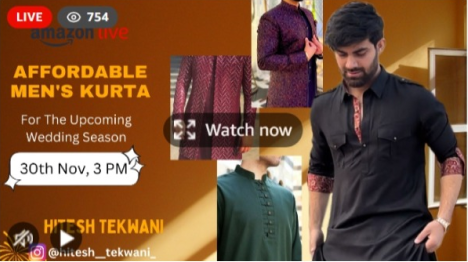 LIVE
754
amazon live
AFFORDABLE
MEN'S KURTA
For The Upcoming
Wedding Season
Watch now
30th Nov, 3 PM
HITESH TEKWANI
@hitesh__tekwani_